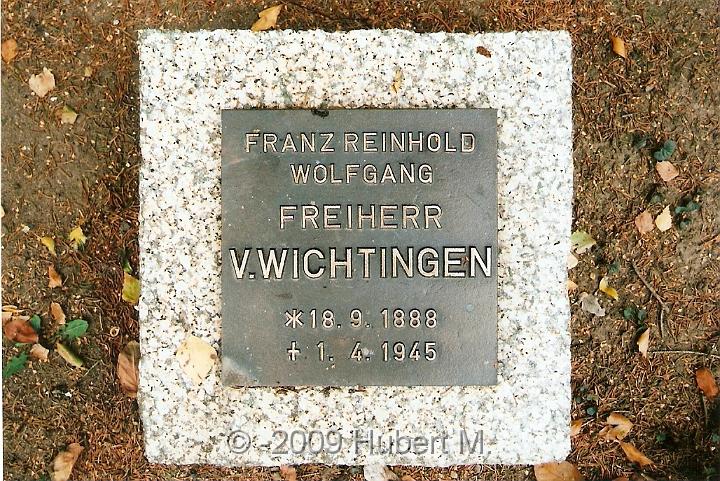 FRANZ REINHOLD
WOLFGANG
FREIHERR
V. WICHTINGEN
* 18. 9. 1888
† 1. 4. 1945
© -2009 Hubert M.